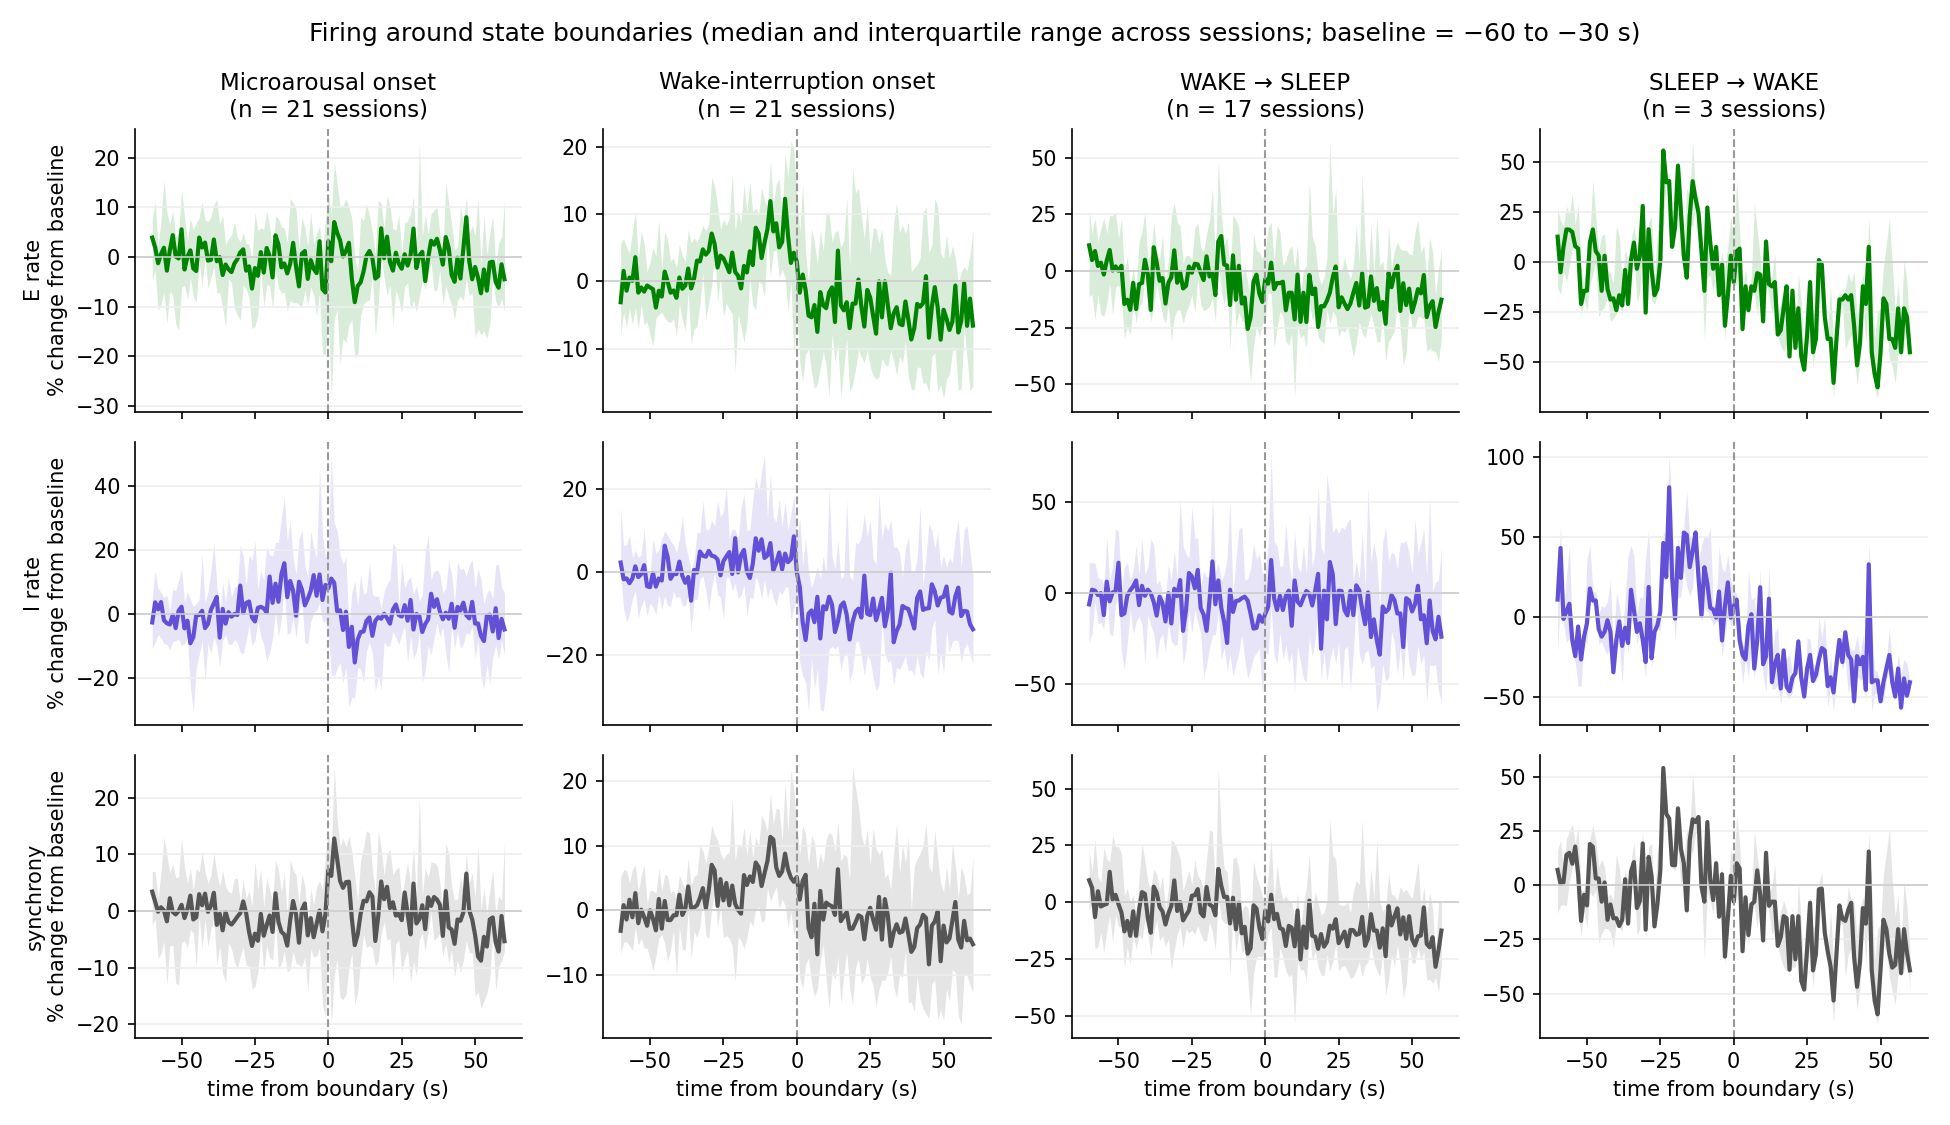 Firing around state boundaries (median and interquartile range across sessions; baseline = −60 to −30 s)
Microarousal onset
(n = 21 sessions)
Wake-interruption onset
(n = 21 sessions)
WAKE → SLEEP
(n = 17 sessions)
SLEEP → WAKE
(n = 3 sessions)
E rate
% change from baseline
20
10
0
−10
−20
−30
20
10
0
−10
50
25
0
−25
−50
50
25
0
−25
−50
I rate
% change from baseline
40
20
0
−20
20
0
−20
50
0
−50
100
50
0
−50
synchrony
% change from baseline
20
10
0
−10
−20
20
10
0
−10
50
25
0
−25
−50
50
25
0
−25
−50
−50 −25 0 25 50
−50 −25 0 25 50
−50 −25 0 25 50
−50 −25 0 25 50
time from boundary (s)
time from boundary (s)
time from boundary (s)
time from boundary (s)